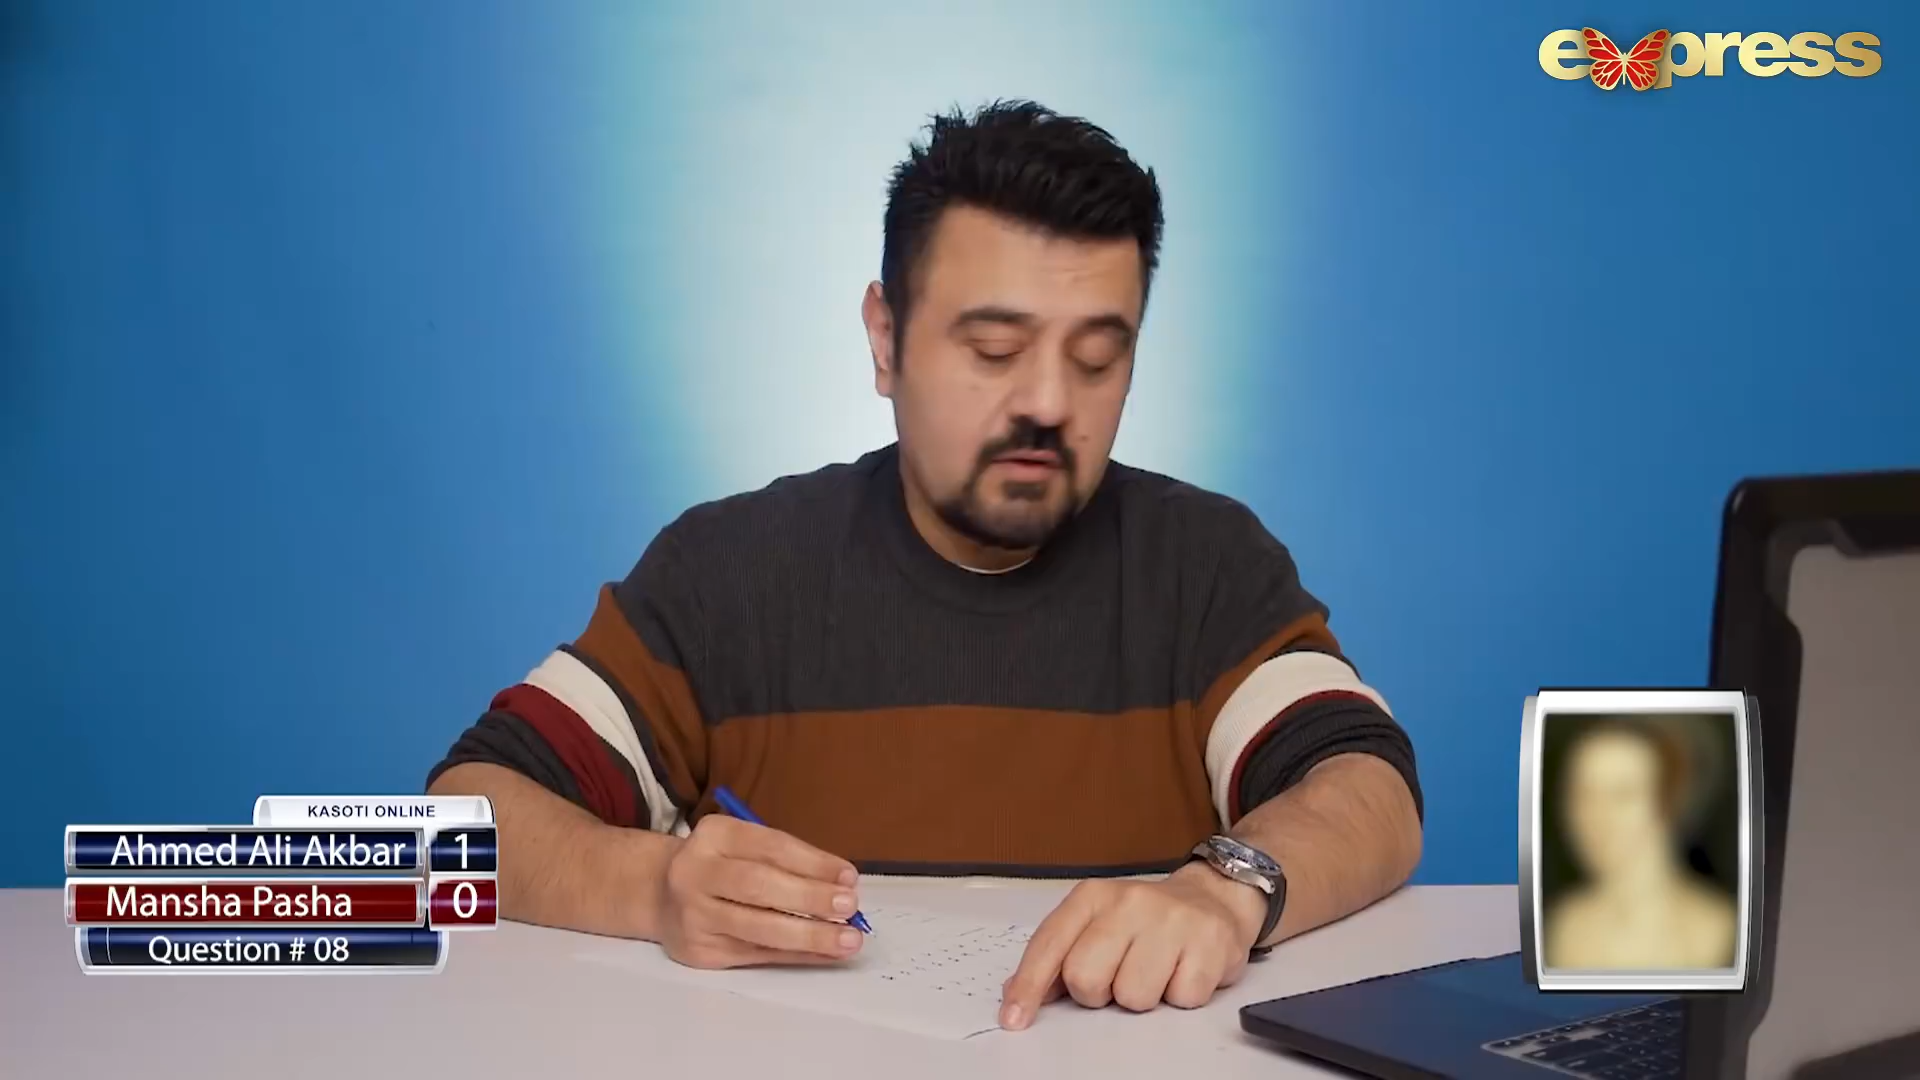 express
KASOTI ONLINE
Ahmed Ali Akbar 1
Mansha Pasha 0
Question # 08